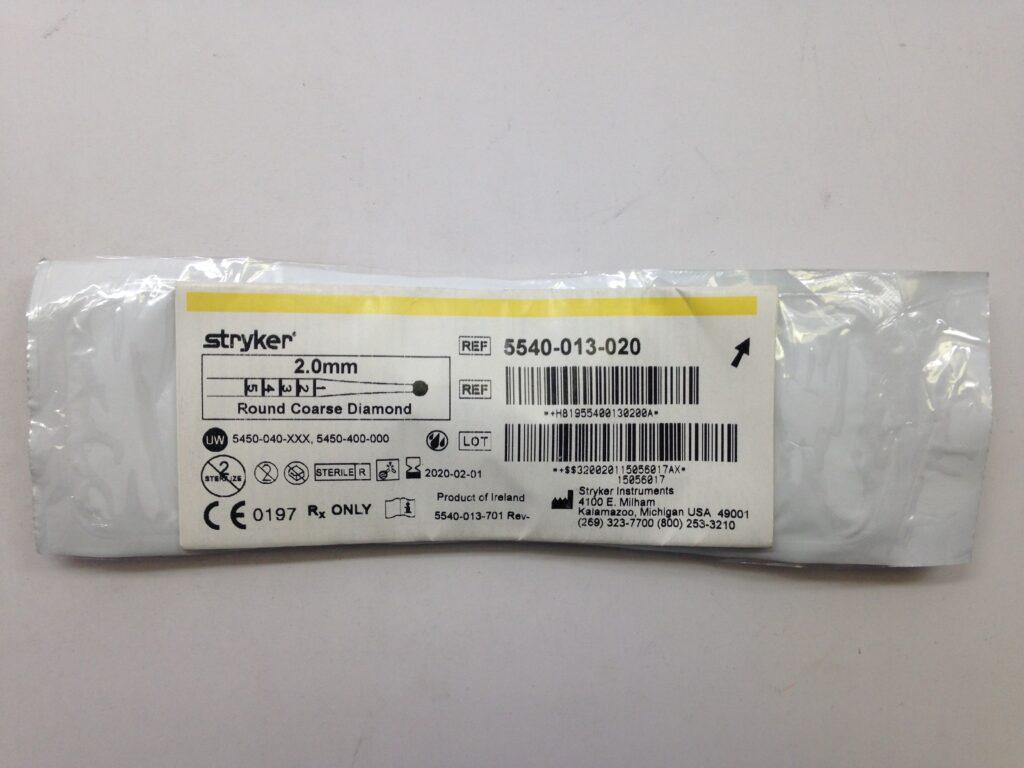 stryker
2.0mm
5 4 3 2 1
Round Coarse Diamond
UW 5450-040-XXX, 5450-400-000
2
STERILIZE
2
STERILE R
2020-02-01
CE 0197 Rx ONLY
Product of Ireland
5540-013-701 Rev-
REF 5540-013-020
REF
*+H81955400130200A*
LOT
*+$$320020115056017AX*
15056017
Stryker Instruments
4100 E. Milham
Kalamazoo, Michigan USA 49001
(269) 323-7700 (800) 253-3210